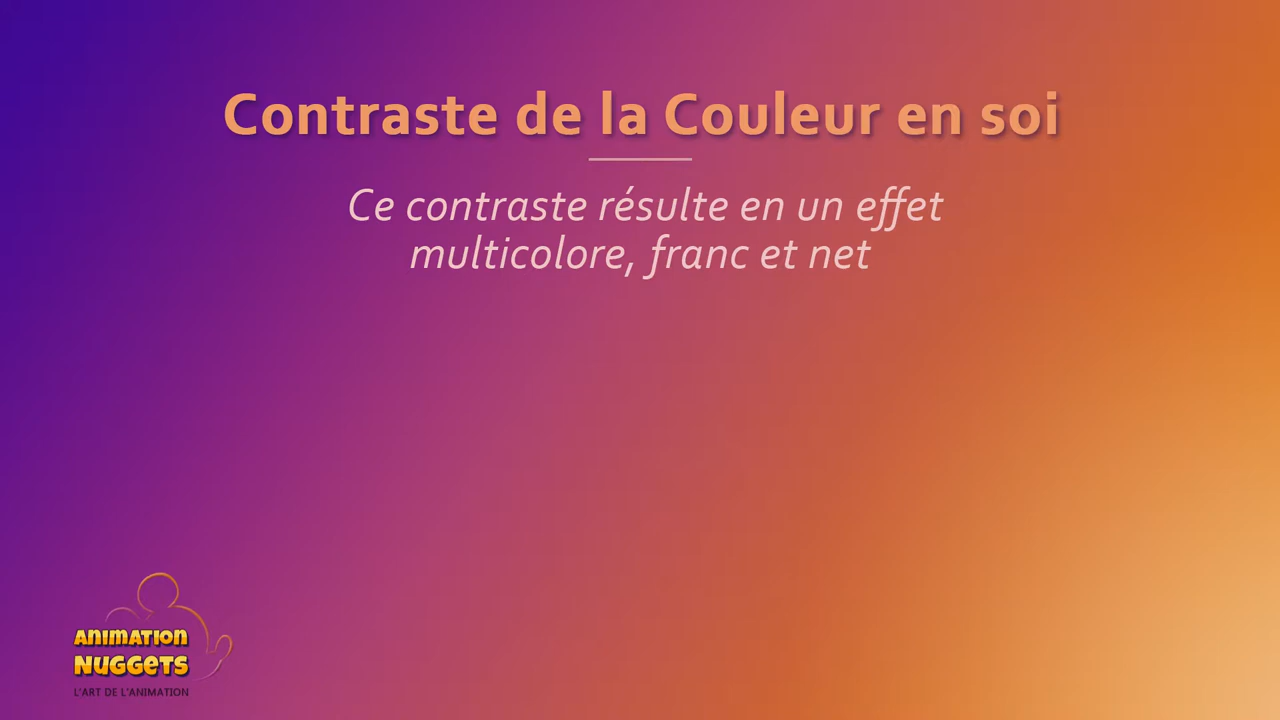 Contraste de la Couleur en soi
Ce contraste résulte en un effet
multicolore, franc et net
ANIMATION
NUGGETS
L'ART DE L'ANIMATION